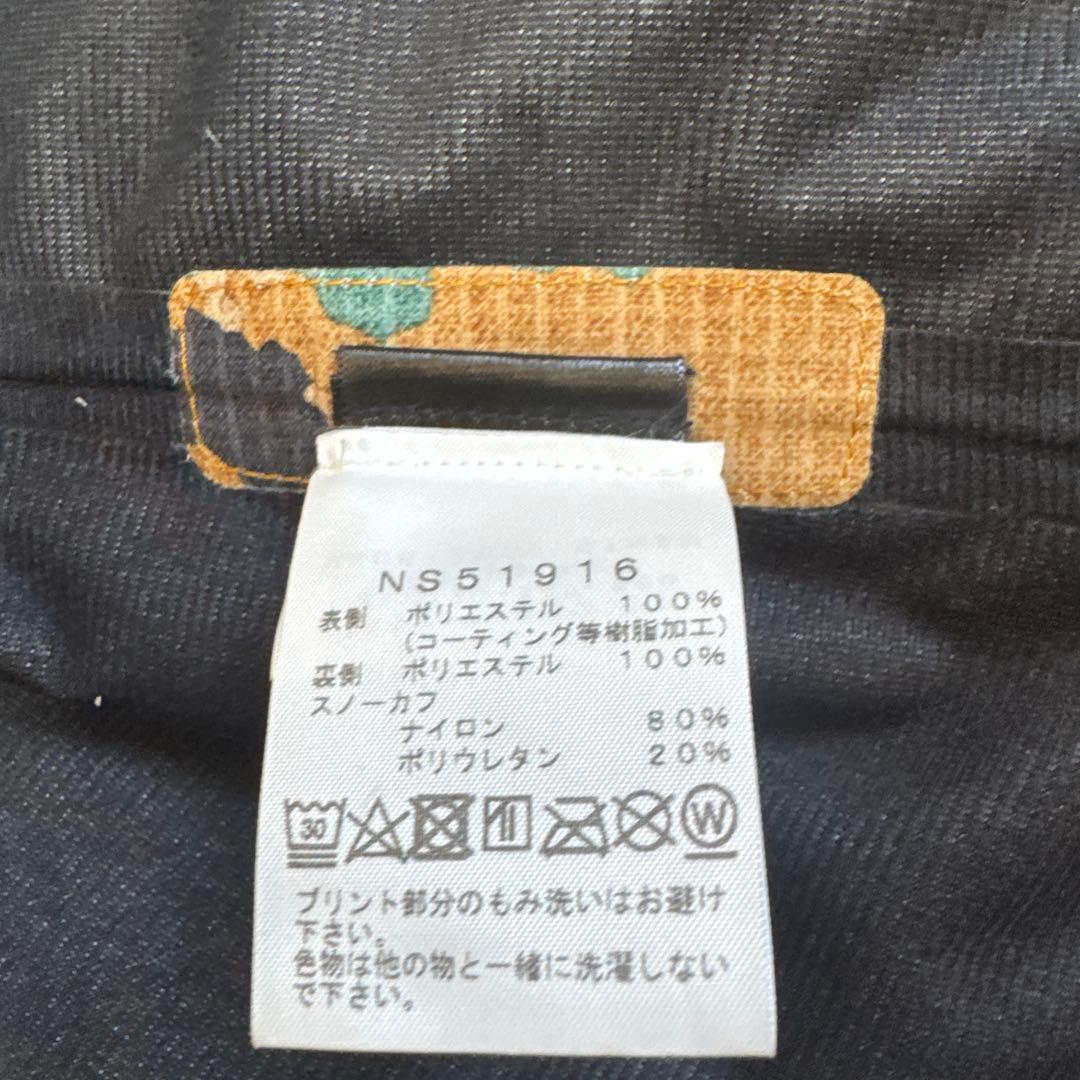 NS51916
表側 ポリエステル 100%
(コーティング等樹脂加工)
裏側 ポリエステル 100%
スノーカフ
ナイロン 80%
ポリウレタン 20%
30 W
プリント部分のもみ洗いはお避け
下さい。
色物は他の物と一緒に洗濯しない
で下さい。